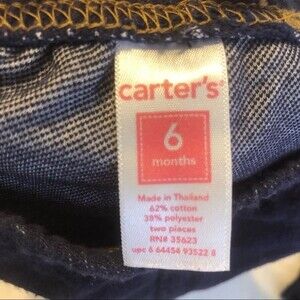 carter's
6
months
Made in Thailand
62% cotton
38% polyester
two pieces
RN# 35623
upc 6 64454 93522 8